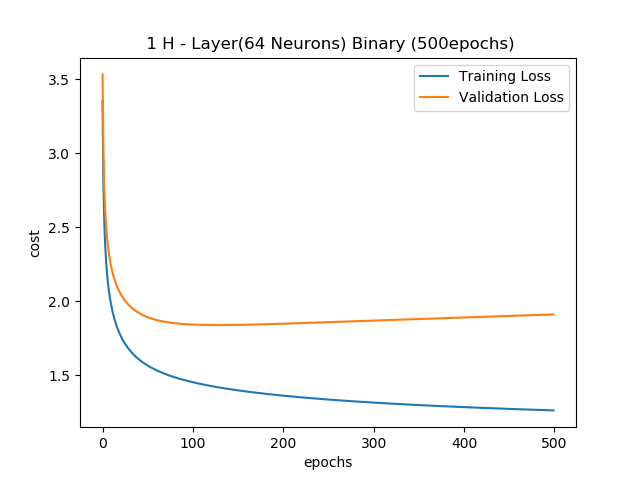 1 H - Layer(64 Neurons) Binary (500epochs)
Training Loss
Validation Loss
3.5
3.0
2.5
2.0
1.5
cost
0 100 200 300 400 500
epochs